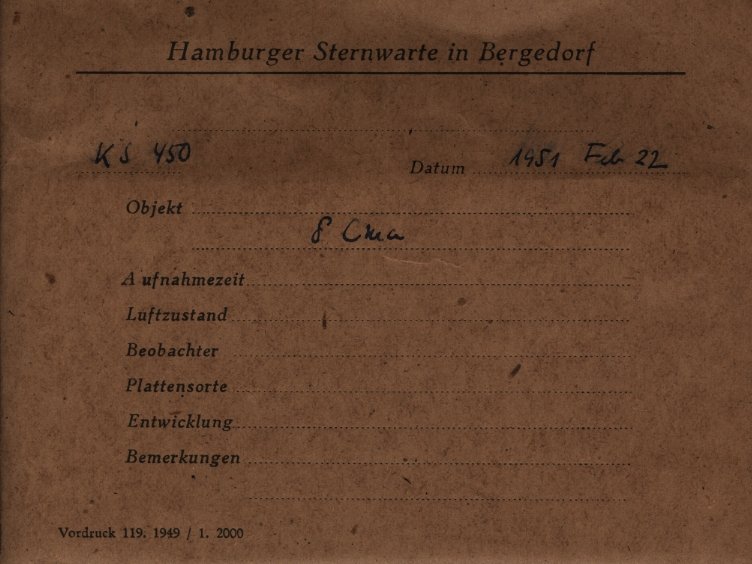 Hamburger Sternwarte in Bergedorf
KS 450 Datum 1951 Feb 22
Objekt
δ CMa
Aufnahmezeit
Luftzustand
Beobachter
Plattensorte
Entwicklung
Bemerkungen
Vordruck 119. 1949 / 1. 2000